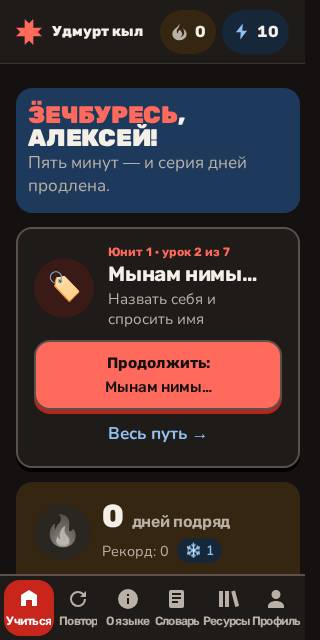 Удмурт кыл
0
10
ӞЕЧБУРЕСЬ,
АЛЕКСЕЙ!
Пять минут — и серия дней
продлена.
Юнит 1 • урок 2 из 7
Мынам нимы…
Назвать себя и
спросить имя
Продолжить:
Мынам нимы…
Весь путь →
0 дней подряд
Рекорд: 0
1
Учиться
Повтор
О языке
Словарь
Ресурсы
Профиль